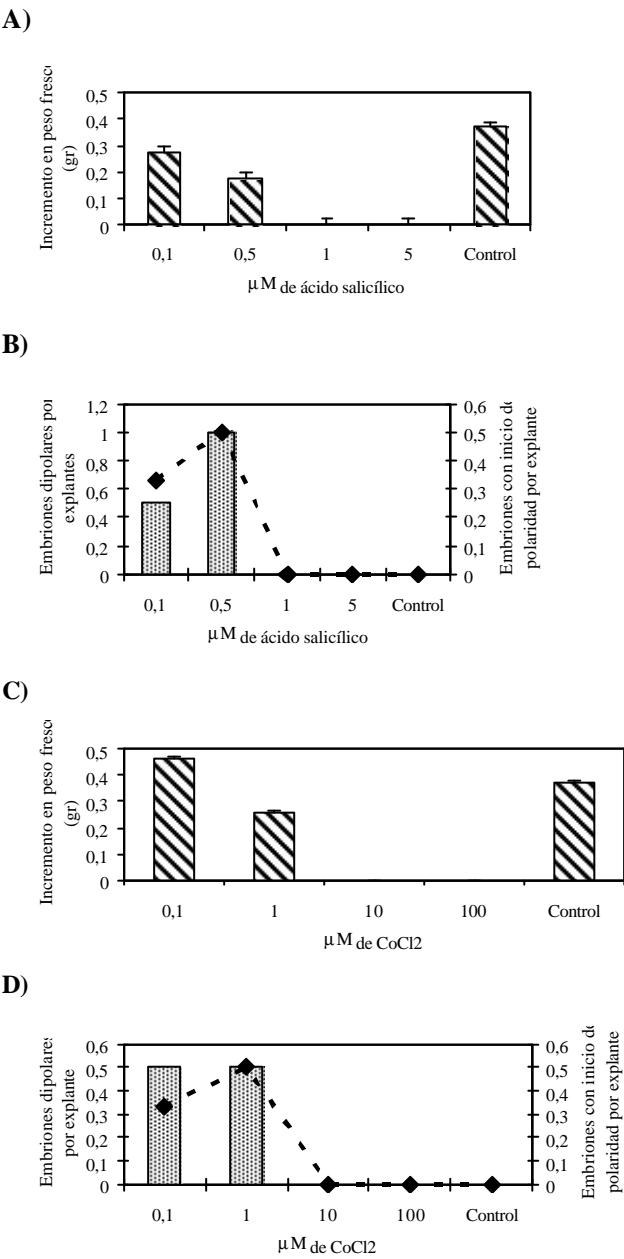 A)
Incremento en peso fresco
(gr)
0,5
0,4
0,3
0,2
0,1
0
0,1 0,5 1 5 Control
µM de ácido salicílico
B)
Embriones dipolares por
explantes
1,2
1
0,8
0,6
0,4
0,2
0
0,6
0,5
0,4
0,3
0,2
0,1
0
Embriones con inicio de
polaridad por explante
0,1 0,5 1 5 Control
µM de ácido salicílico
C)
Incremento en peso fresco
(gr)
0,5
0,4
0,3
0,2
0,1
0
0,1 1 10 100 Control
µM de CoCl2
D)
Embriones dipolares
por explante
0,6
0,5
0,4
0,3
0,2
0,1
0
0,6
0,5
0,4
0,3
0,2
0,1
0
Embriones con inicio de
polaridad por explante
0,1 1 10 100 Control
µM de CoCl2